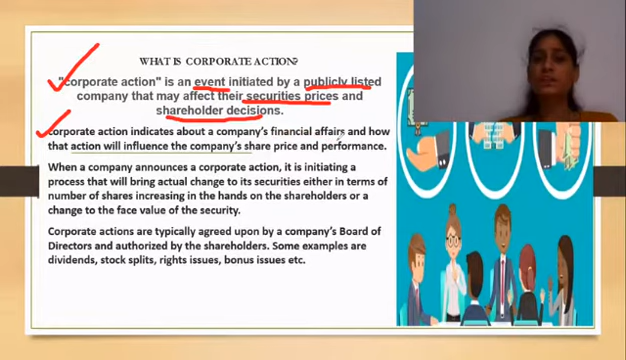 WHAT IS CORPORATE ACTION?
"Corporate action" is an event initiated by a publicly listed
company that may affect their securities prices and
shareholder decisions.
Corporate action indicates about a company's financial affairs and how
that action will influence the company's share price and performance.
When a company announces a corporate action, it is initiating a
process that will bring actual change to its securities either in terms of
number of shares increasing in the hands on the shareholders or a
change to the face value of the security.
Corporate actions are typically agreed upon by a company's Board of
Directors and authorized by the shareholders. Some examples are
dividends, stock splits, rights issues, bonus issues etc.